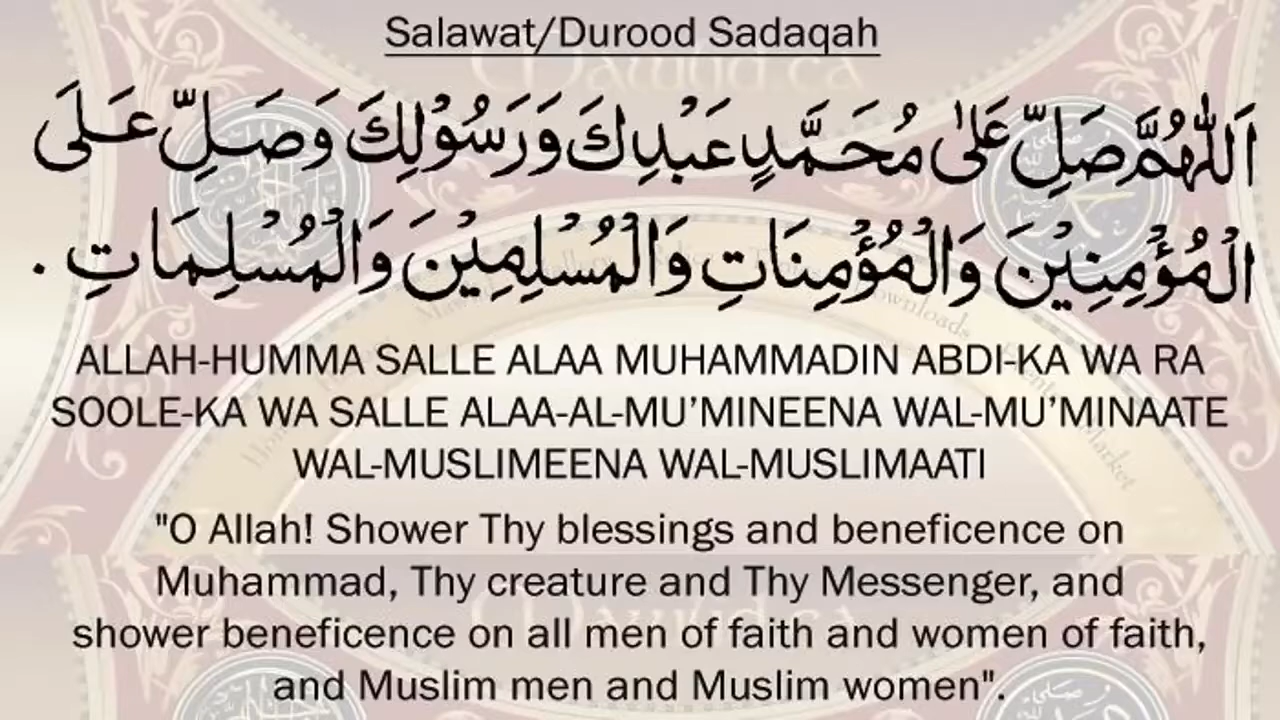 Salawat/Durood Sadaqah
اَللّٰهُمَّ صَلِّ عَلٰى مُحَمَّدٍ عَبْدِكَ وَرَسُوْلِكَ وَصَلِّ عَلَى
الْمُؤْمِنِيْنَ وَالْمُؤْمِنَاتِ وَالْمُسْلِمِيْنَ وَالْمُسْلِمَاتِ .
ALLAH-HUMMA SALLE ALAA MUHAMMADIN ABDI-KA WA RA
SOOLE-KA WA SALLE ALAA-AL-MU’MINEENA WAL-MU’MINAATE
WAL-MUSLIMEENA WAL-MUSLIMAATI
"O Allah! Shower Thy blessings and beneficence on
Muhammad, Thy creature and Thy Messenger, and
shower beneficence on all men of faith and women of faith,
and Muslim men and Muslim women".